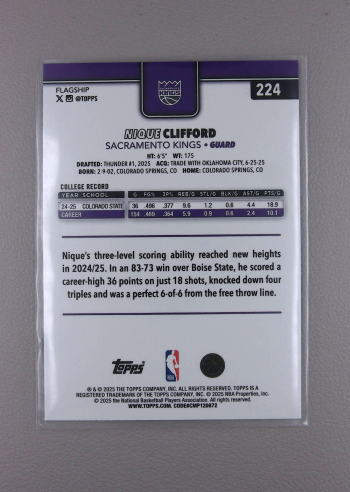 FLAGSHIP
X @TOPPS
KINGS
224
NIQUE CLIFFORD
SACRAMENTO KINGS • GUARD
HT: 6'5" WT: 175
DRAFTED: THUNDER #1, 2025 ACQ: TRADE WITH OKLAHOMA CITY, 6-25-25
BORN: 2-9-02, COLORADO SPRINGS, CO HOME: COLORADO SPRINGS, CO
COLLEGE RECORD
YEAR SCHOOL G FG% 3P% REB/G STL/G BLK/G AST/G PTS/G
24-25 COLORADO STATE 36 .496 .377 9.6 1.2 0.6 4.4 18.9
CAREER 154 .469 .364 5.9 0.9 0.6 2.4 10.1
Nique's three-level scoring ability reached new heights
in 2024/25. In an 83-73 win over Boise State, he scored a
career-high 36 points on just 18 shots, knocked down four
triples and was a perfect 6-of-6 from the free throw line.
Topps
NBA
® & © 2025 THE TOPPS COMPANY, INC. ALL RIGHTS RESERVED. TOPPS IS A
REGISTERED TRADEMARK OF THE TOPPS COMPANY, INC. © 2025 NBA Properties, Inc.
© 2025 the National Basketball Players Association. All rights reserved.
WWW.TOPPS.COM. CODE#CMP120872